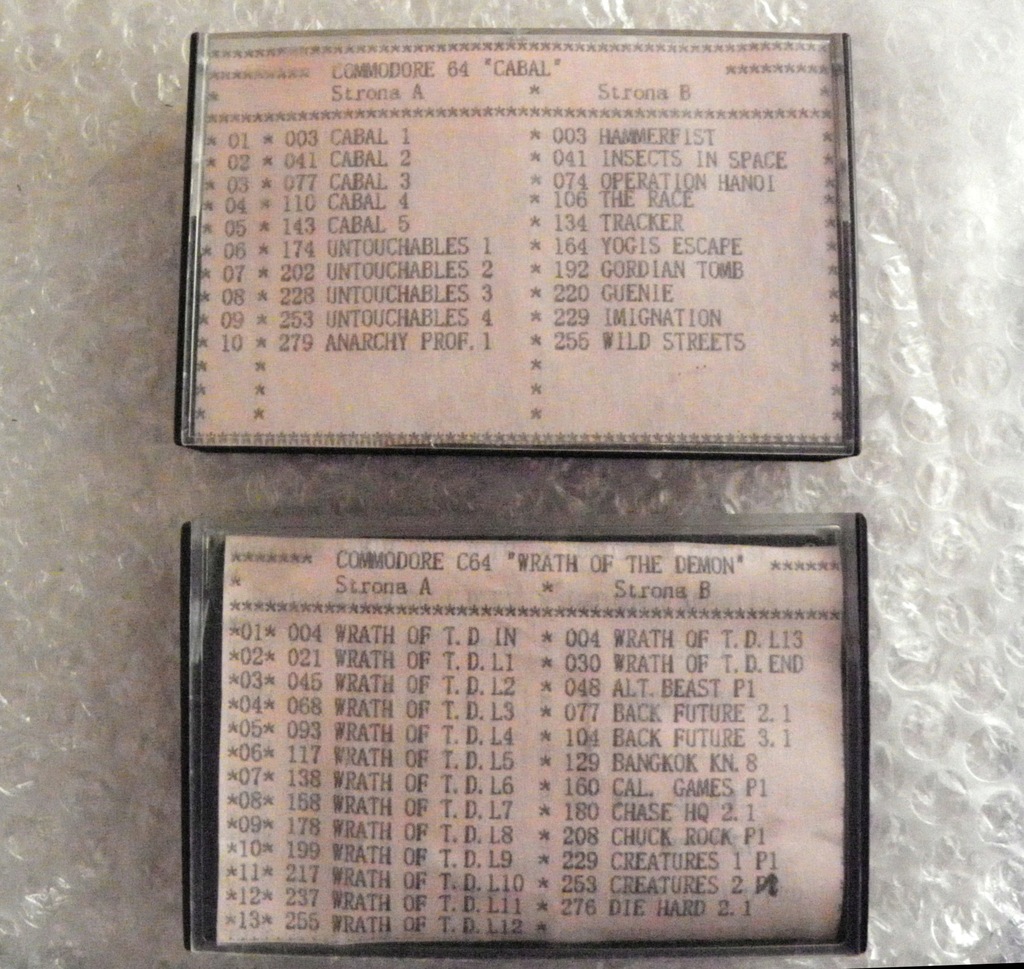 ***********************************************
********* COMMODORE 64 "CABAL" *********
* Strona A * Strona B *
***********************************************
* 01 * 003 CABAL 1 * 003 HAMMERFIST *
* 02 * 041 CABAL 2 * 041 INSECTS IN SPACE *
* 03 * 077 CABAL 3 * 074 OPERATION HANOI *
* 04 * 110 CABAL 4 * 106 THE RACE *
* 05 * 143 CABAL 5 * 134 TRACKER *
* 06 * 174 UNTOUCHABLES 1 * 164 YOGIS ESCAPE *
* 07 * 202 UNTOUCHABLES 2 * 192 GORDIAN TOMB *
* 08 * 228 UNTOUCHABLES 3 * 220 GUENIE *
* 09 * 253 UNTOUCHABLES 4 * 229 IMIGNATION *
* 10 * 279 ANARCHY PROF. 1 * 256 WILD STREETS *
* * * *
* * * *
* * * *
***********************************************
******* COMMODORE C64 "WRATH OF THE DEMON" ******
* Strona A * Strona B
***********************************************
*01* 004 WRATH OF T.D IN * 004 WRATH OF T.D.L13
*02* 021 WRATH OF T.D.L1 * 030 WRATH OF T.D.END
*03* 045 WRATH OF T.D.L2 * 048 ALT.BEAST P1
*04* 068 WRATH OF T.D.L3 * 077 BACK FUTURE 2.1
*05* 093 WRATH OF T.D.L4 * 104 BACK FUTURE 3.1
*06* 117 WRATH OF T.D.L5 * 129 BANGKOK KN.8
*07* 138 WRATH OF T.D.L6 * 160 CAL. GAMES P1
*08* 158 WRATH OF T.D.L7 * 180 CHASE HQ 2.1
*09* 178 WRATH OF T.D.L8 * 208 CHUCK ROCK P1
*10* 199 WRATH OF T.D.L9 * 229 CREATURES 1 P1
*11* 217 WRATH OF T.D.L10 * 253 CREATURES 2
*12* 237 WRATH OF T.D.L11 * 276 DIE HARD 2.1
*13* 255 WRATH OF T.D.L12 *